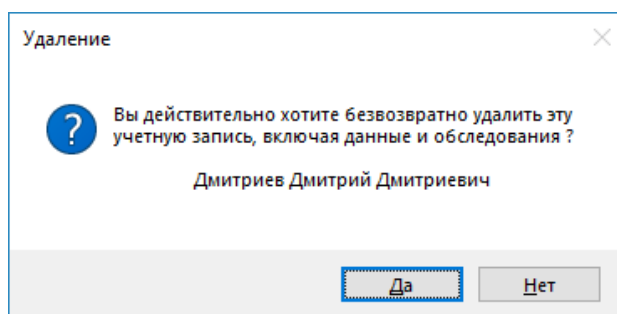 Удаление
Вы действительно хотите безвозвратно удалить эту
учетную запись, включая данные и обследования ?
Дмитриев Дмитрий Дмитриевич
Да
Нет